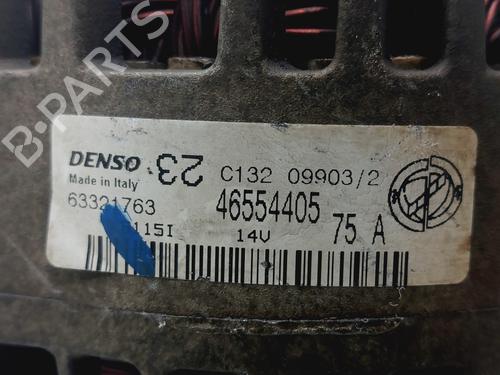 B-PARTS
DENSO 23 C132 09903/2
Made in Italy
63321763 46554405 75 A
115I 14V